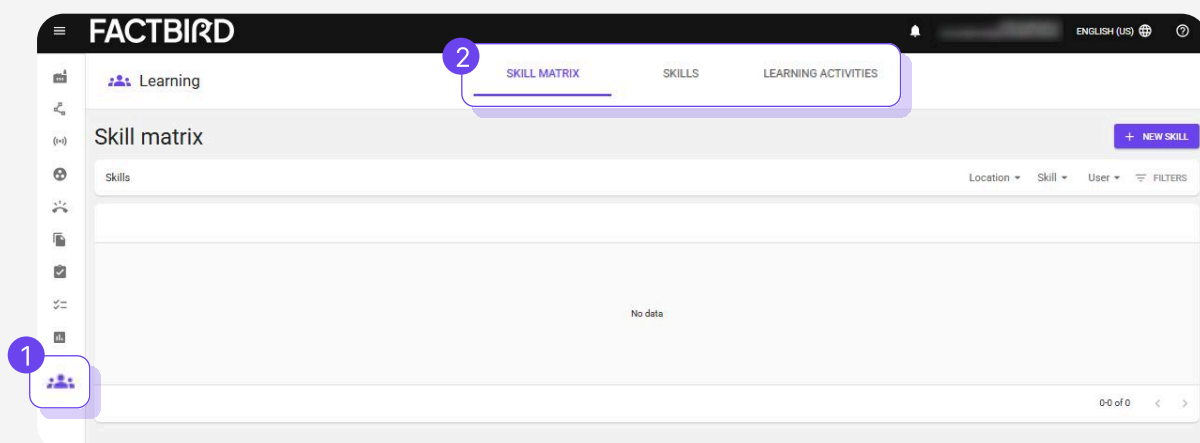 FACTBIRD
ENGLISH (US)
2
Learning
SKILL MATRIX SKILLS LEARNING ACTIVITIES
Skill matrix
+ NEW SKILL
Skills
Location Skill User FILTERS
No data
1
0-0 of 0